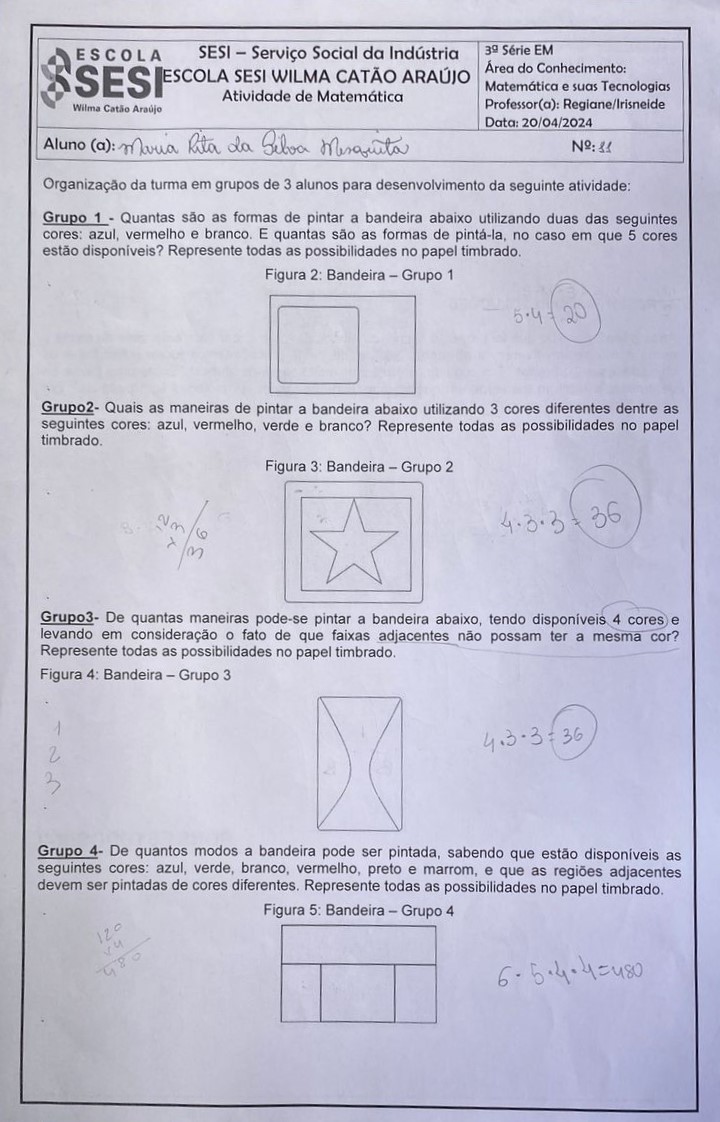 ESCOLA
SESI
Wilma Catão Araújo
SESI – Serviço Social da Indústria
ESCOLA SESI WILMA CATÃO ARAÚJO
Atividade de Matemática
3ª Série EM
Área do Conhecimento:
Matemática e suas Tecnologias
Professor(a): Regiane/Irisneide
Data: 20/04/2024
Aluno (a): Maria Rita da Silva Mesquita Nº: 11
Organização da turma em grupos de 3 alunos para desenvolvimento da seguinte atividade:
Grupo 1 - Quantas são as formas de pintar a bandeira abaixo utilizando duas das seguintes
cores: azul, vermelho e branco. E quantas são as formas de pintá-la, no caso em que 5 cores
estão disponíveis? Represente todas as possibilidades no papel timbrado.
Figura 2: Bandeira – Grupo 1
5·4=20
Grupo2- Quais as maneiras de pintar a bandeira abaixo utilizando 3 cores diferentes dentre as
seguintes cores: azul, vermelho, verde e branco? Represente todas as possibilidades no papel
timbrado.
Figura 3: Bandeira – Grupo 2
4·3·3=36
Grupo3- De quantas maneiras pode-se pintar a bandeira abaixo, tendo disponíveis 4 cores e
levando em consideração o fato de que faixas adjacentes não possam ter a mesma cor?
Represente todas as possibilidades no papel timbrado.
Figura 4: Bandeira – Grupo 3
1
2
3
4·3·3=36
Grupo 4- De quantos modos a bandeira pode ser pintada, sabendo que estão disponíveis as
seguintes cores: azul, verde, branco, vermelho, preto e marrom, e que as regiões adjacentes
devem ser pintadas de cores diferentes. Represente todas as possibilidades no papel timbrado.
Figura 5: Bandeira – Grupo 4
120
x4
480
6·5·4·4=480